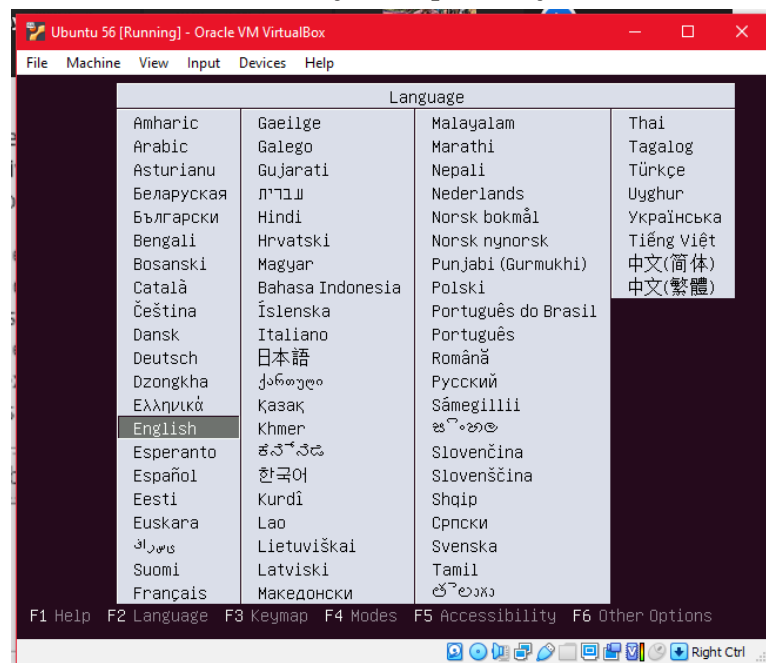 Ubuntu 56 [Running] - Oracle VM VirtualBox
File Machine View Input Devices Help
Language
Amharic
Arabic
Asturianu
Беларуская
Български
Bengali
Bosanski
Català
Čeština
Dansk
Deutsch
Dzongkha
Ελληνικά
English
Esperanto
Español
Eesti
Euskara
Suomi
Français
Gaeilge
Galego
Gujarati
עברית
Hindi
Hrvatski
Magyar
Bahasa Indonesia
Íslenska
Italiano
日本語
ქართული
Қазақ
Khmer
한국어
Kurdî
Lao
Lietuviškai
Latviski
Македонски
Malayalam
Marathi
Nepali
Nederlands
Norsk bokmål
Norsk nynorsk
Punjabi (Gurmukhi)
Polski
Português do Brasil
Português
Română
Русский
Sámegillii
Slovenčina
Slovenščina
Shqip
Српски
Svenska
Tamil
Thai
Tagalog
Türkçe
Uyghur
Українська
Tiếng Việt
中文(简体)
中文(繁體)
F1 Help F2 Language F3 Keymap F4 Modes F5 Accessibility F6 Other Options
Right Ctrl